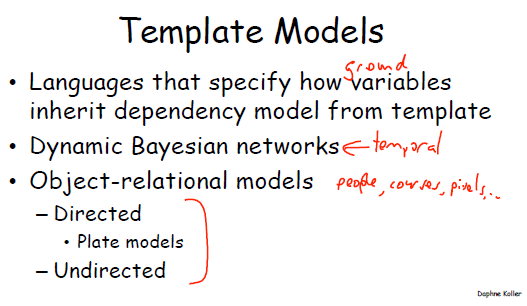 Template Models
ground
• Languages that specify how variables
inherit dependency model from template
• Dynamic Bayesian networks ← temporal
• Object-relational models people, courses, pixels,...
– Directed
• Plate models
– Undirected
Daphne Koller